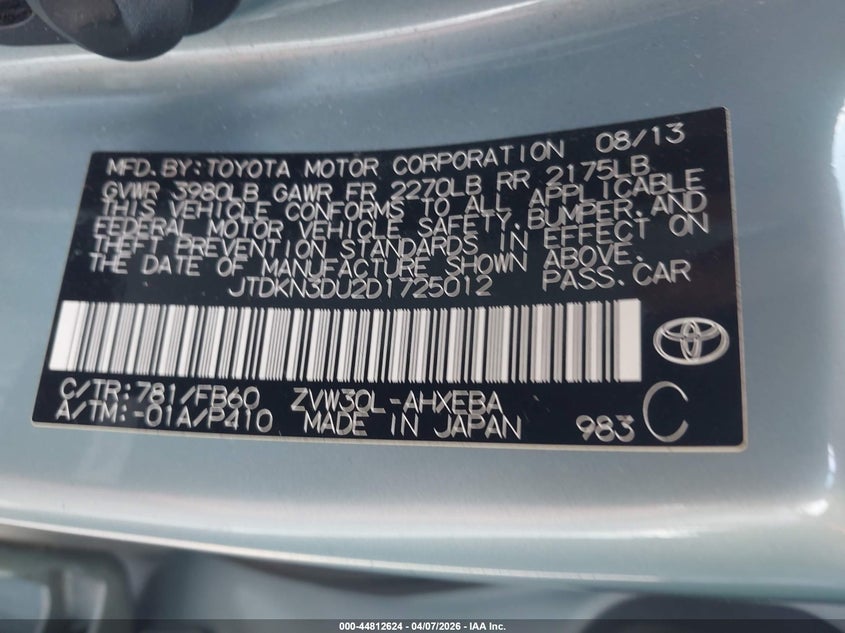 MFD.BY:TOYOTA MOTOR CORPORATION 08/13
GVWR 3980LB GAWR FR 2270LB RR 2175LB
THIS VEHICLE CONFORMS TO ALL APPLICABLE
FEDERAL MOTOR VEHICLE SAFETY,BUMPER,AND
THEFT PREVENTION STANDARDS IN EFFECT ON
THE DATE OF MANUFACTURE SHOWN ABOVE.
JTDKN3DU2D1725012 PASS.CAR
C/TR:781/FB60 ZVW30L-AHXEBA
A/TM:-01A/P410 MADE IN JAPAN 983 C
000-44812624 | 04/07/2026 - IAA Inc.